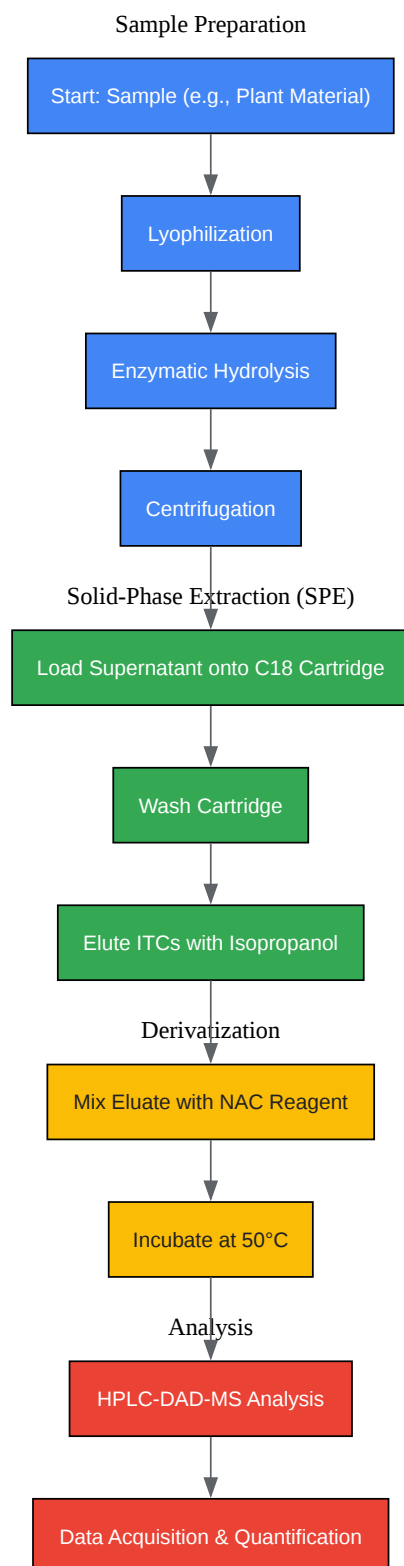 Sample Preparation
Start: Sample (e.g., Plant Material)
Lyophilization
Enzymatic Hydrolysis
Centrifugation
Solid-Phase Extraction (SPE)
Load Supernatant onto C18 Cartridge
Wash Cartridge
Elute ITCs with Isopropanol
Derivatization
Mix Eluate with NAC Reagent
Incubate at 50°C
Analysis
HPLC-DAD-MS Analysis
Data Acquisition & Quantification